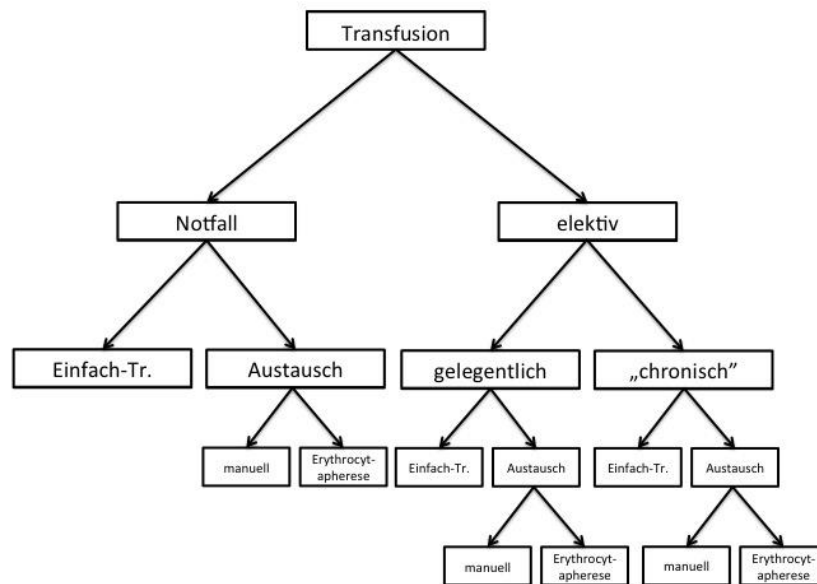 Transfusion
Notfall
elektiv
Einfach-Tr.
Austausch
gelegentlich
„chronisch”
manuell
Erythrocyt-
apherese
Einfach-Tr.
Austausch
Einfach-Tr.
Austausch
manuell
Erythrocyt-
apherese
manuell
Erythrocyt-
apherese